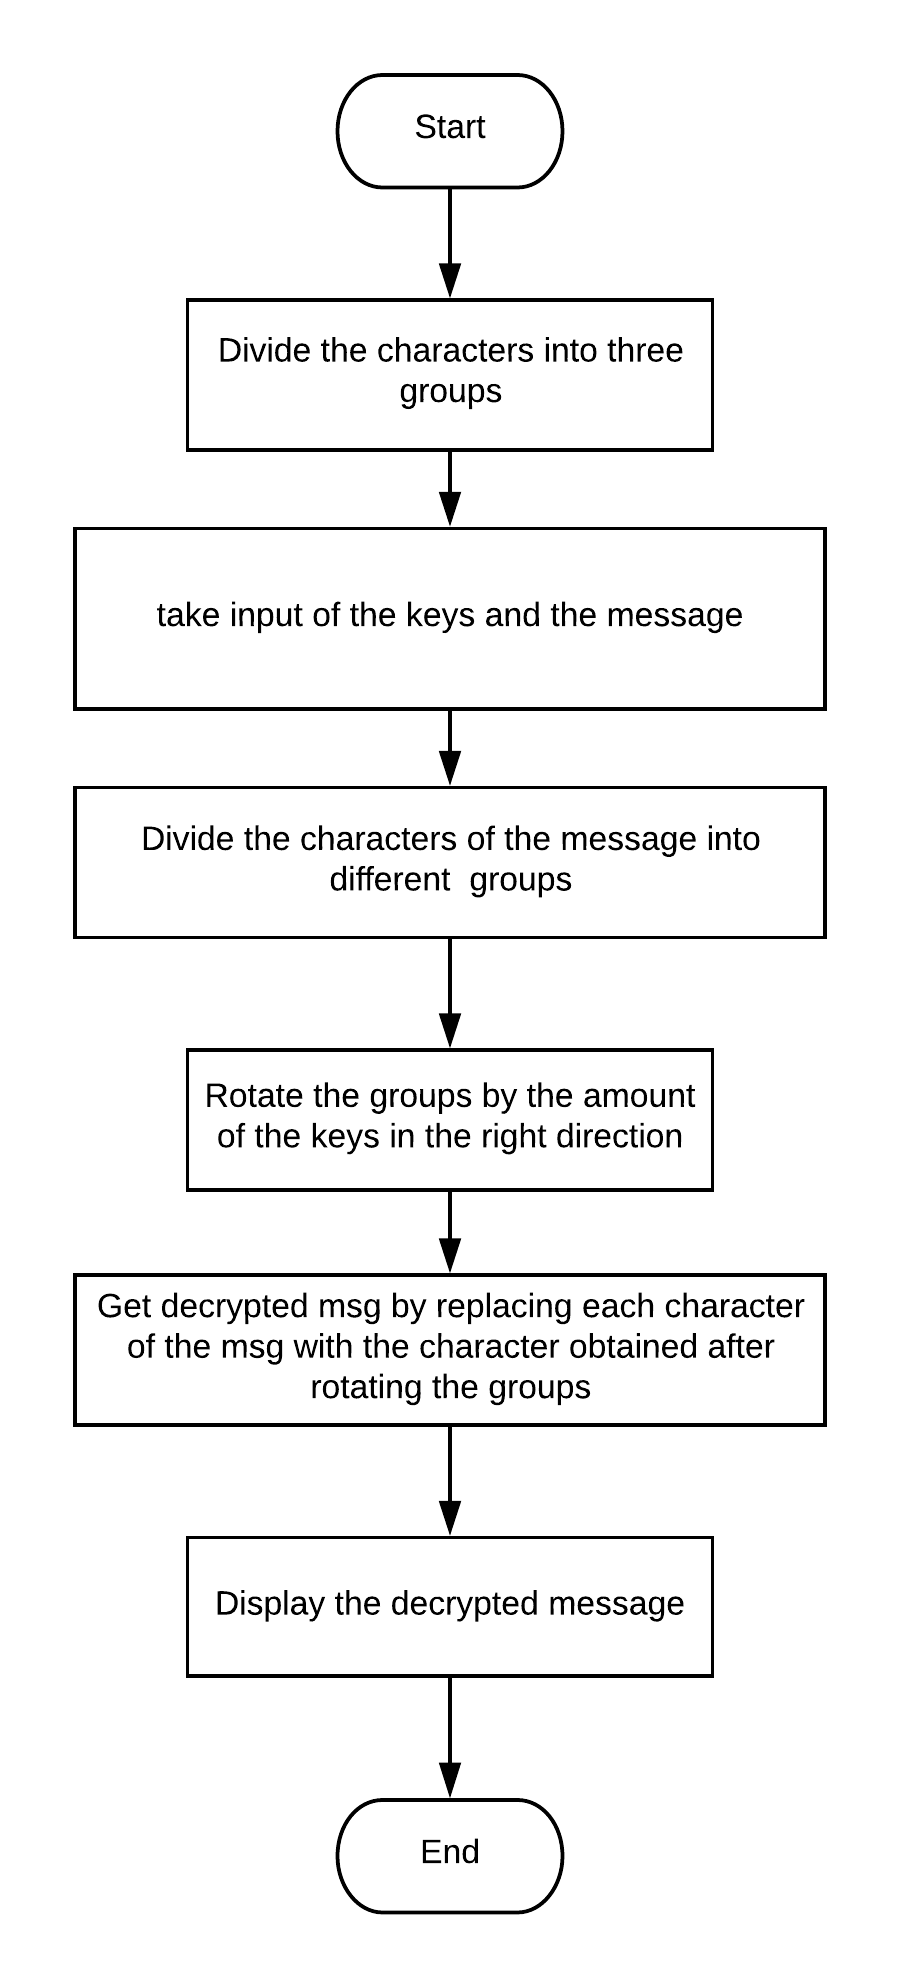 Start
Divide the characters into three
groups
take input of the keys and the message
Divide the characters of the message into
different  groups
Rotate the groups by the amount
of the keys in the right direction
Get decrypted msg by replacing each character
of the msg with the character obtained after
rotating the groups
Display the decrypted message
End